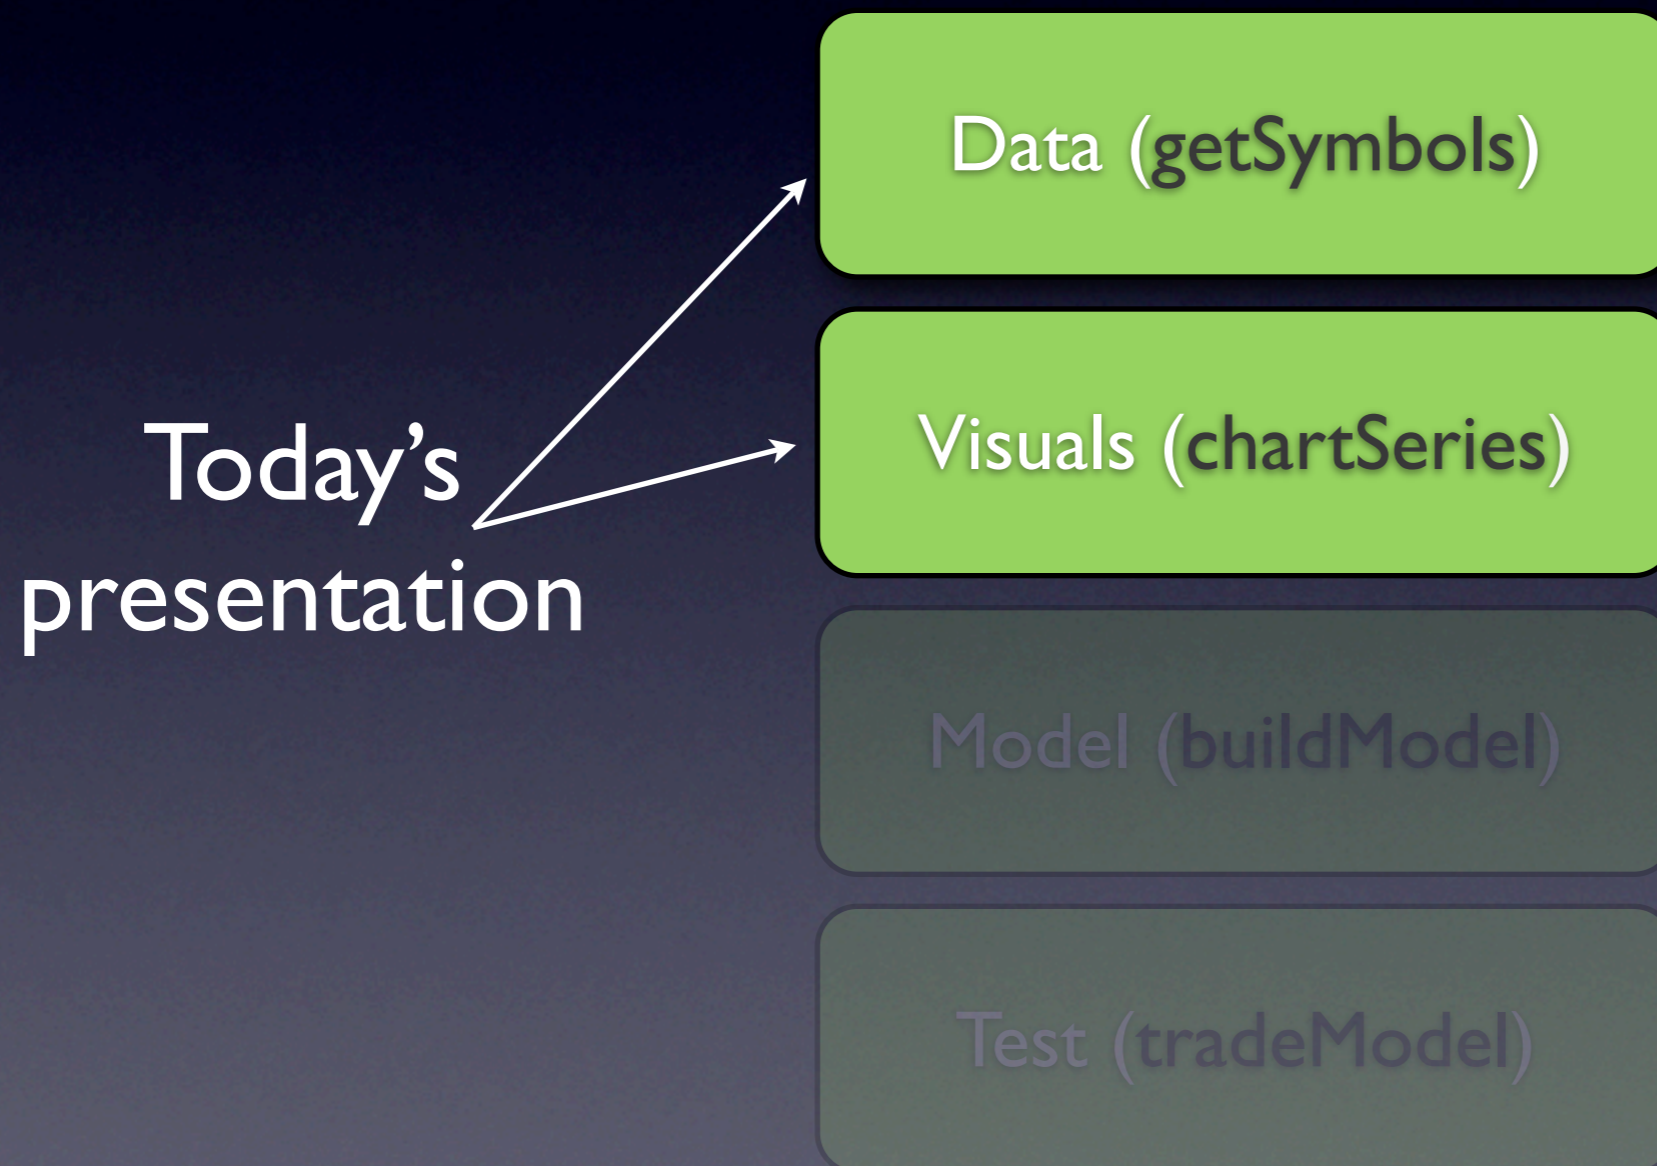 Data (getSymbols)
Visuals (chartSeries)
Today’s
presentation
Model (buildModel)
Test (tradeModel)